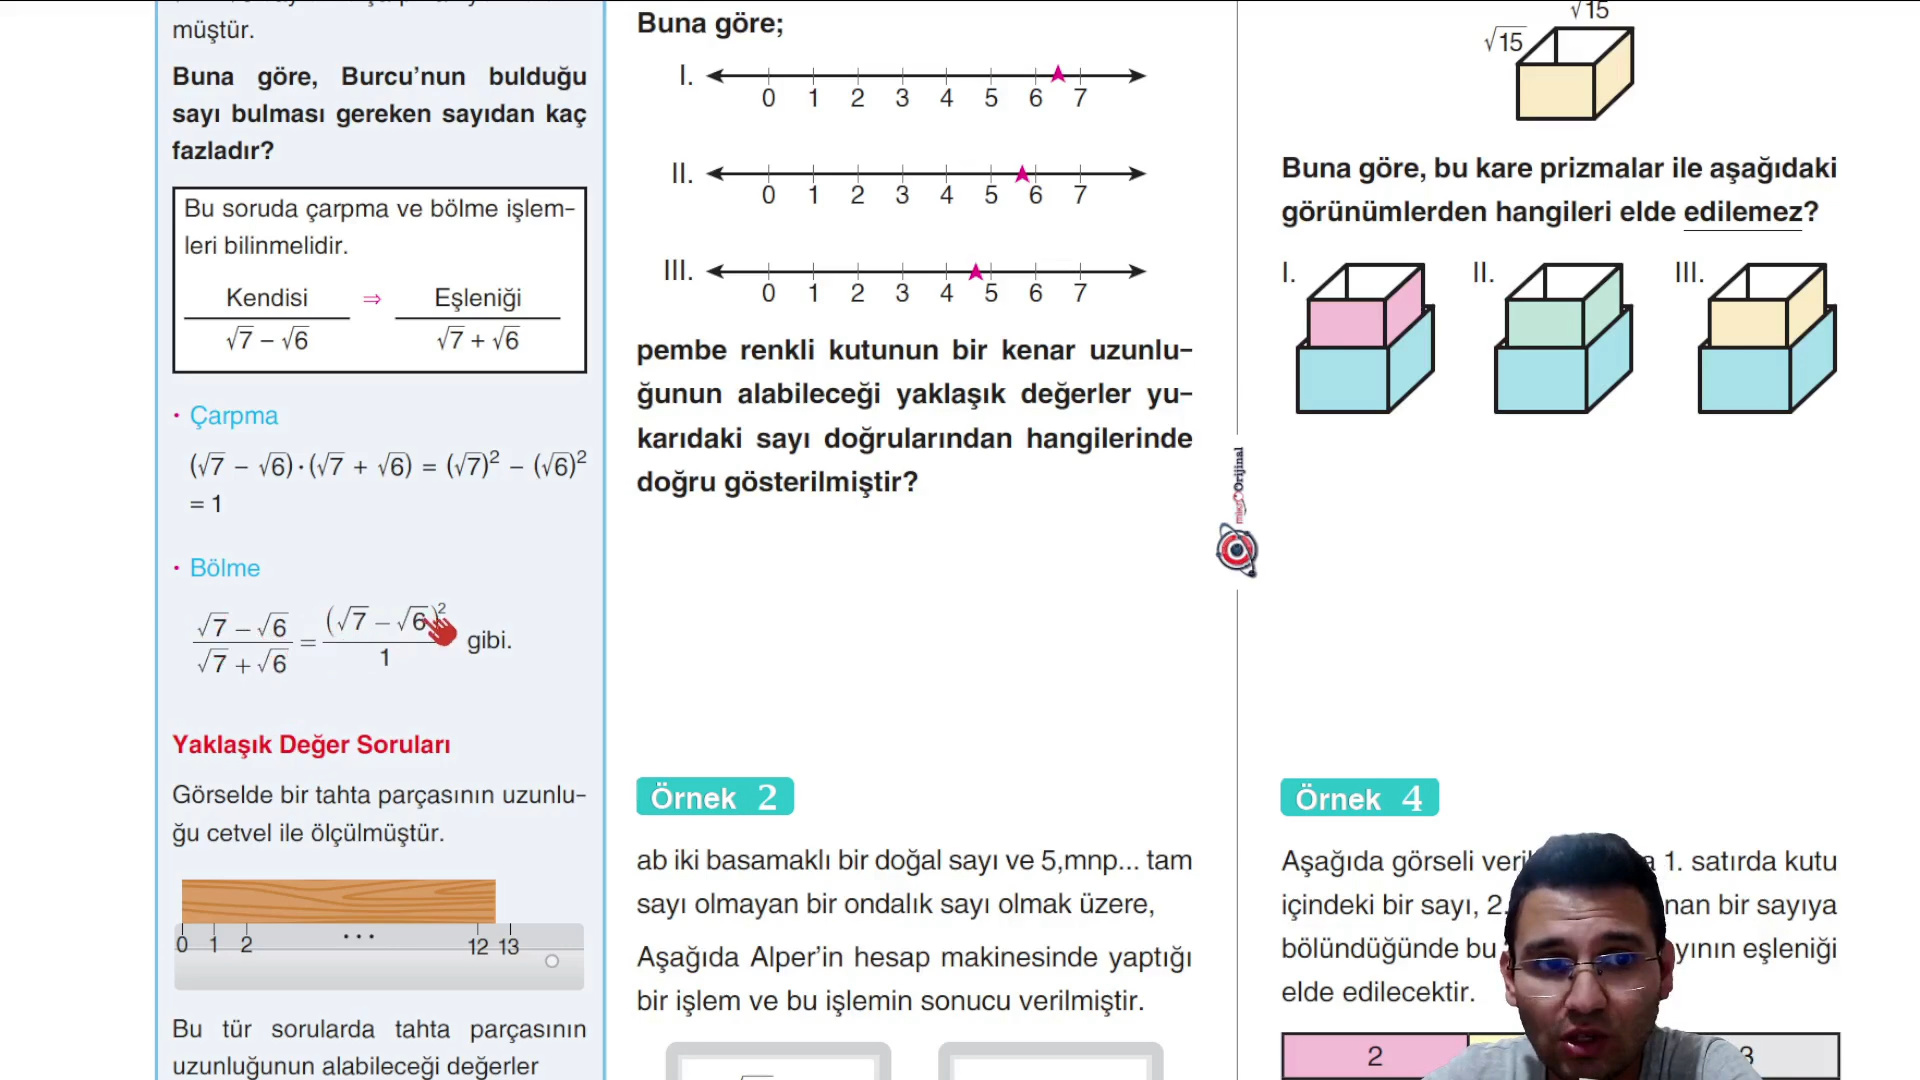 müştür.
Buna göre, Burcu'nun bulduğu
sayı bulması gereken sayıdan kaç
fazladır?
Bu soruda çarpma ve bölme işlem-
leri bilinmelidir.
Kendisi ⇒ Eşleniği
√7 − √6 √7 + √6
• Çarpma
(√7 − √6)·(√7 + √6) = (√7)² − (√6)²
= 1
• Bölme
(√7 − √6)/(√7 + √6) = (√7 − √6)²/1 gibi.
Yaklaşık Değer Soruları
Görselde bir tahta parçasının uzunlu-
ğu cetvel ile ölçülmüştür.
0 1 2 ... 12 13
Bu tür sorularda tahta parçasının
uzunluğunun alabileceği değerler
Buna göre;
I.
0 1 2 3 4 5 6 7
II.
0 1 2 3 4 5 6 7
III.
0 1 2 3 4 5 6 7
pembe renkli kutunun bir kenar uzunlu-
ğunun alabileceği yaklaşık değerler yu-
karıdaki sayı doğrularından hangilerinde
doğru gösterilmiştir?
Örnek 2
ab iki basamaklı bir doğal sayı ve 5,mnp... tam
sayı olmayan bir ondalık sayı olmak üzere,
Aşağıda Alper'in hesap makinesinde yaptığı
bir işlem ve bu işlemin sonucu verilmiştir.
Orijinal
√15
√15
Buna göre, bu kare prizmalar ile aşağıdaki
görünümlerden hangileri elde edilemez?
I. II. III.
Örnek 4
Aşağıda görseli 1. satırda kutu
içindeki bir sayı, 2. bir sayıya
bölündüğünde bu eşleniği
elde edilecektir.
2 3